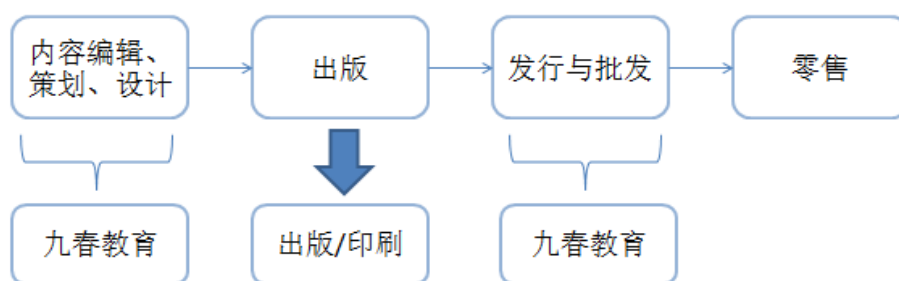 内容编辑、
策划、设计
出版
发行与批发
零售
九春教育
出版/印刷
九春教育